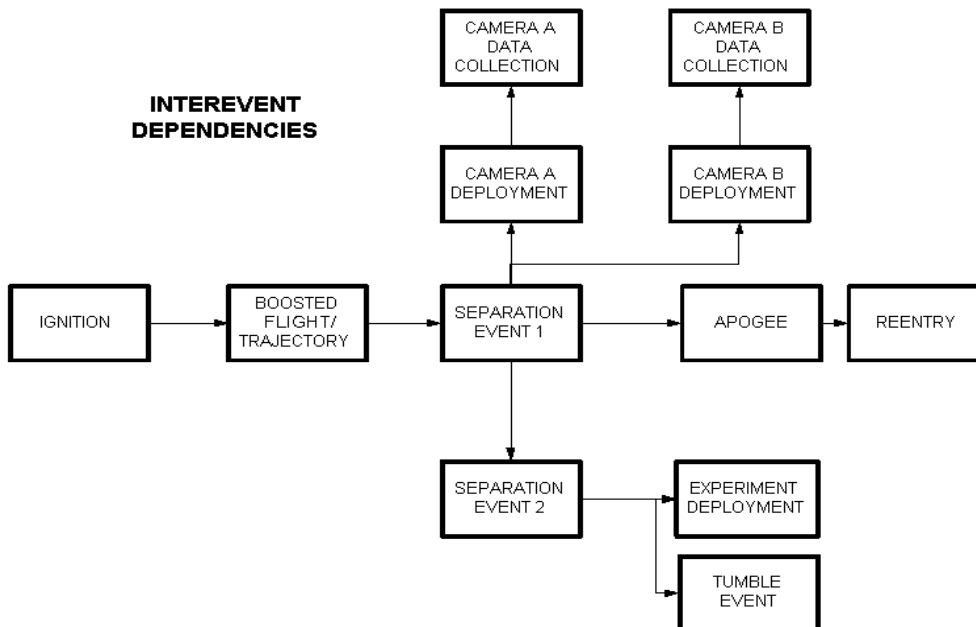 CAMERA A
DATA
COLLECTION
CAMERA B
DATA
COLLECTION
INTEREVENT
DEPENDENCIES
CAMERA A
DEPLOYMENT
CAMERA B
DEPLOYMENT
IGNITION
BOOSTED
FLIGHT/
TRAJECTORY
SEPARATION
EVENT 1
APOGEE
REENTRY
SEPARATION
EVENT 2
EXPERIMENT
DEPLOYMENT
TUMBLE
EVENT